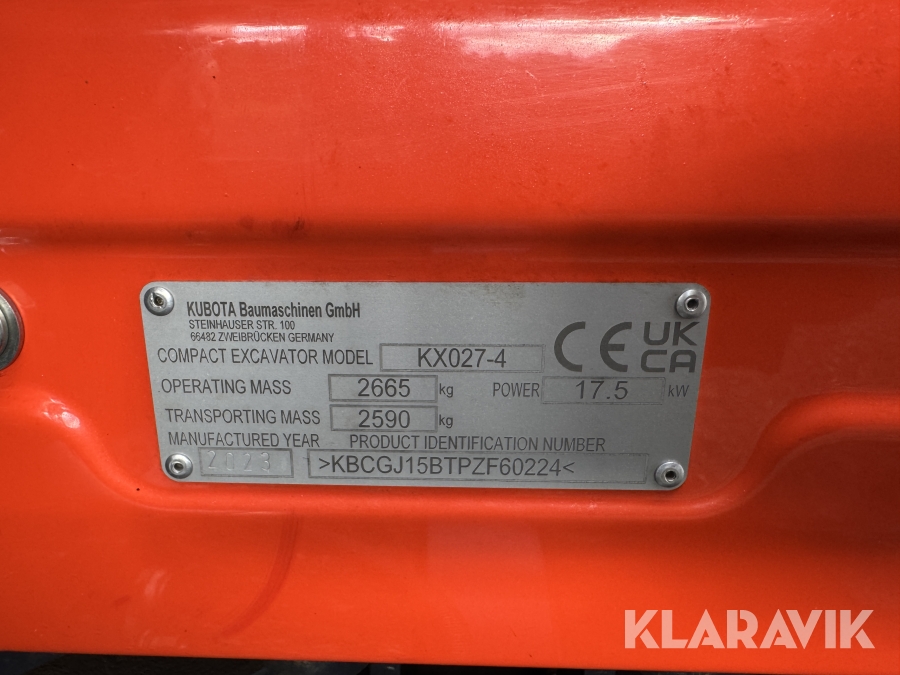 KUBOTA Baumaschinen GmbH
STEINHAUSER STR. 100
66482 ZWEIBRÜCKEN GERMANY
COMPACT EXCAVATOR MODEL KX027-4
CE UK CA
OPERATING MASS 2665 kg POWER 17.5 kW
TRANSPORTING MASS 2590 kg
MANUFACTURED YEAR PRODUCT IDENTIFICATION NUMBER
2023 >KBCGJ15BTPZF60224<
KLARAVIK